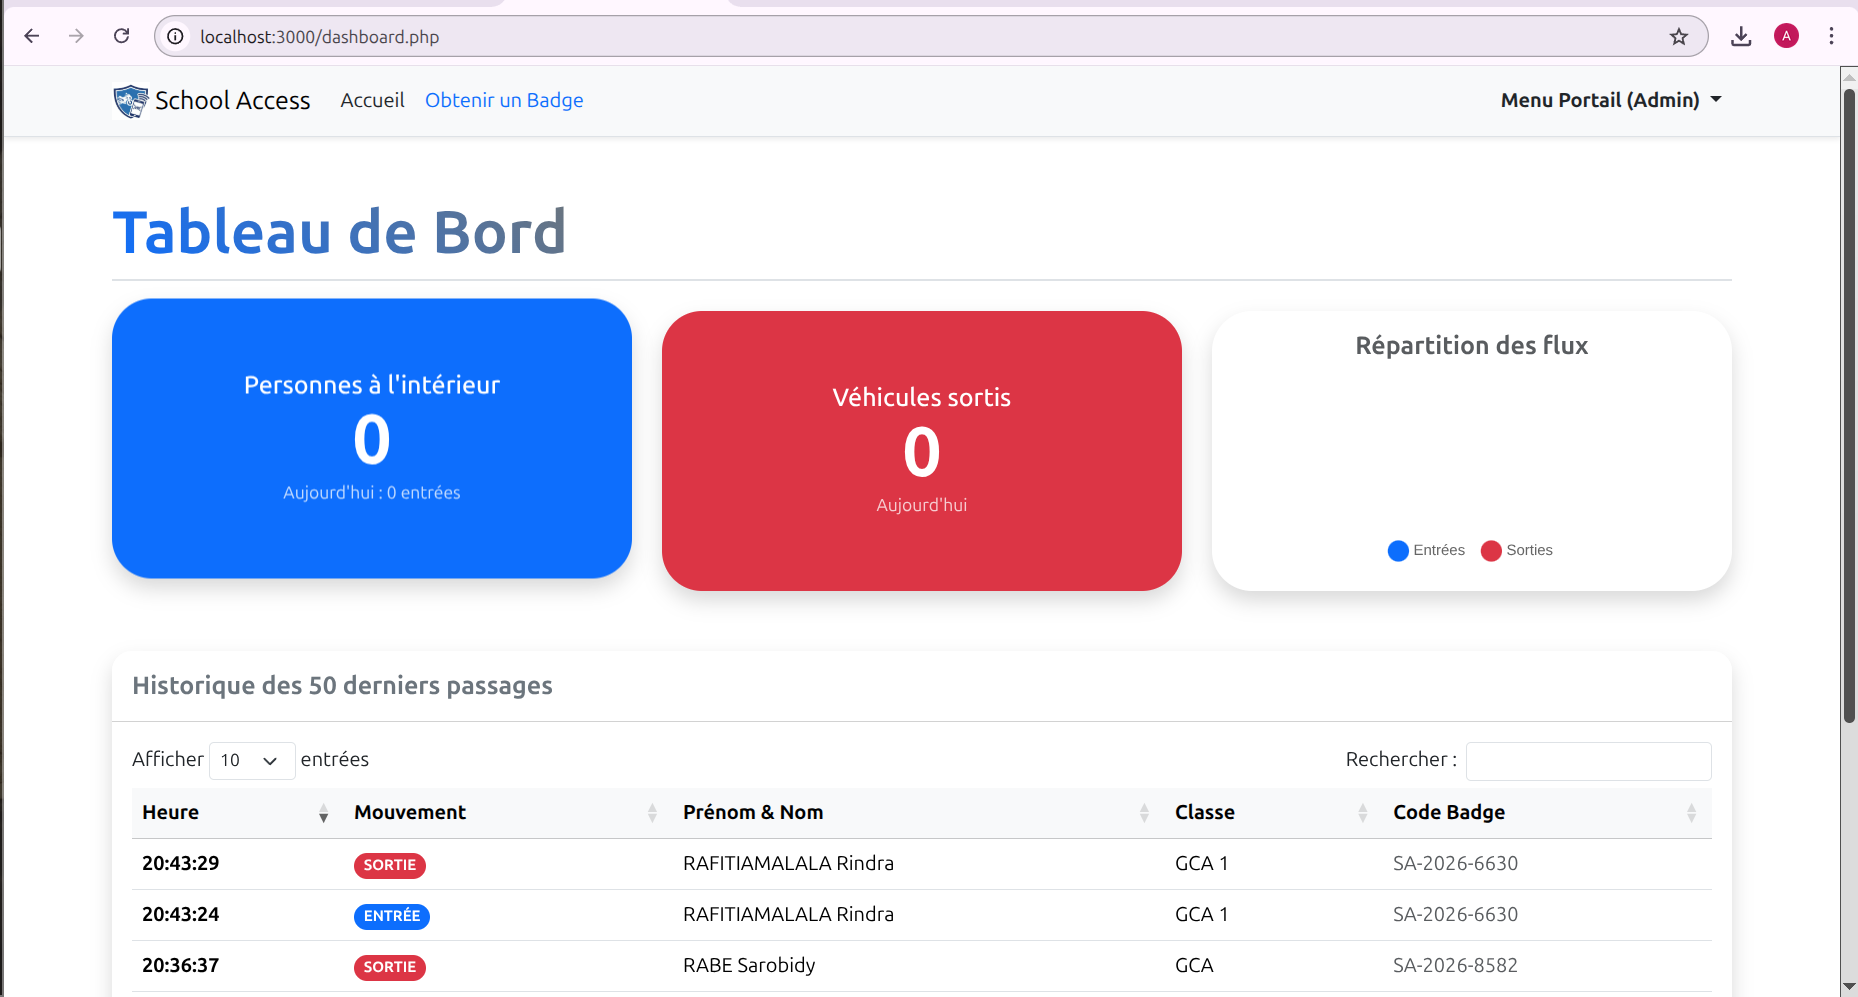 localhost:3000/dashboard.php
A
School Access Accueil Obtenir un Badge Menu Portail (Admin)
Tableau de Bord
Personnes à l'intérieur
0
Aujourd'hui : 0 entrées
Véhicules sortis
0
Aujourd'hui
Répartition des flux
Entrées Sorties
Historique des 50 derniers passages
Afficher 10 entrées Rechercher :
Heure Mouvement Prénom & Nom Classe Code Badge
20:43:29 SORTIE RAFITIAMALALA Rindra GCA 1 SA-2026-6630
20:43:24 ENTRÉE RAFITIAMALALA Rindra GCA 1 SA-2026-6630
20:36:37 SORTIE RABE Sarobidy GCA SA-2026-8582